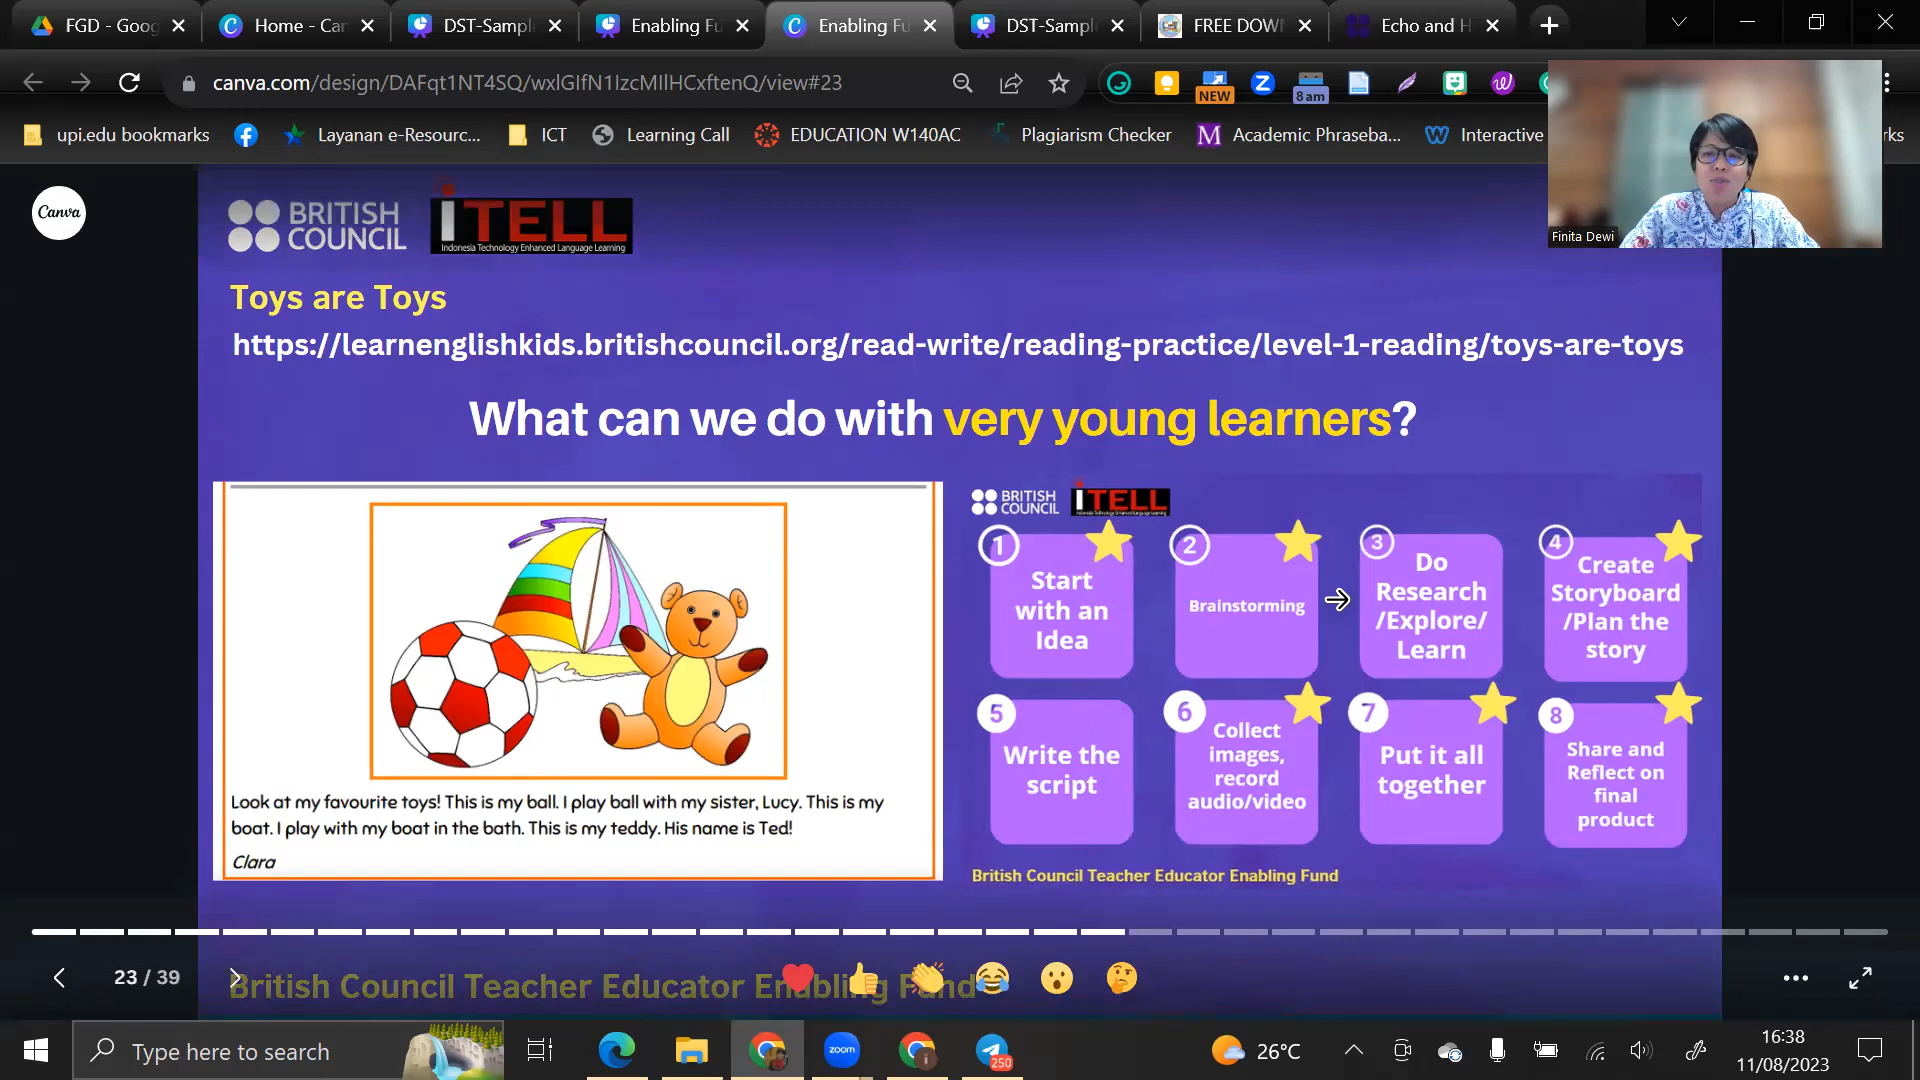 FGD - Goog
Home - Ca
DST-Sampl
Enabling Fu
Enabling Fu
DST-Sampl
FREE DOW
Echo and H
canva.com/design/DAFqt1NT4SQ/wxlGIfN1IzcMIlHCxftenQ/view#23
NEW
8am
upi.edu bookmarks
Layanan e-Resourc...
ICT
Learning Call
EDUCATION W140AC
Plagiarism Checker
Academic Phraseba...
Interactive
rks
Finita Dewi
Canva
BRITISH
COUNCIL
iTELL
Indonesia Technology Enhanced Language Learning
Toys are Toys
https://learnenglishkids.britishcouncil.org/read-write/reading-practice/level-1-reading/toys-are-toys
What can we do with very young learners?
Look at my favourite toys! This is my ball. I play ball with my sister, Lucy. This is my
boat. I play with my boat in the bath. This is my teddy. His name is Ted!
Clara
BRITISH
COUNCIL
iTELL
1
Start
with an
Idea
2
Brainstorming
3
Do
Research
/Explore/
Learn
4
Create
Storyboard
/Plan the
story
5
Write the
script
6
Collect
images,
record
audio/video
7
Put it all
together
8
Share and
Reflect on
final
product
British Council Teacher Educator Enabling Fund
23 / 39
British Council Teacher Educator Enabling Fund
Type here to search
zoom
250
26°C
16:38
11/08/2023